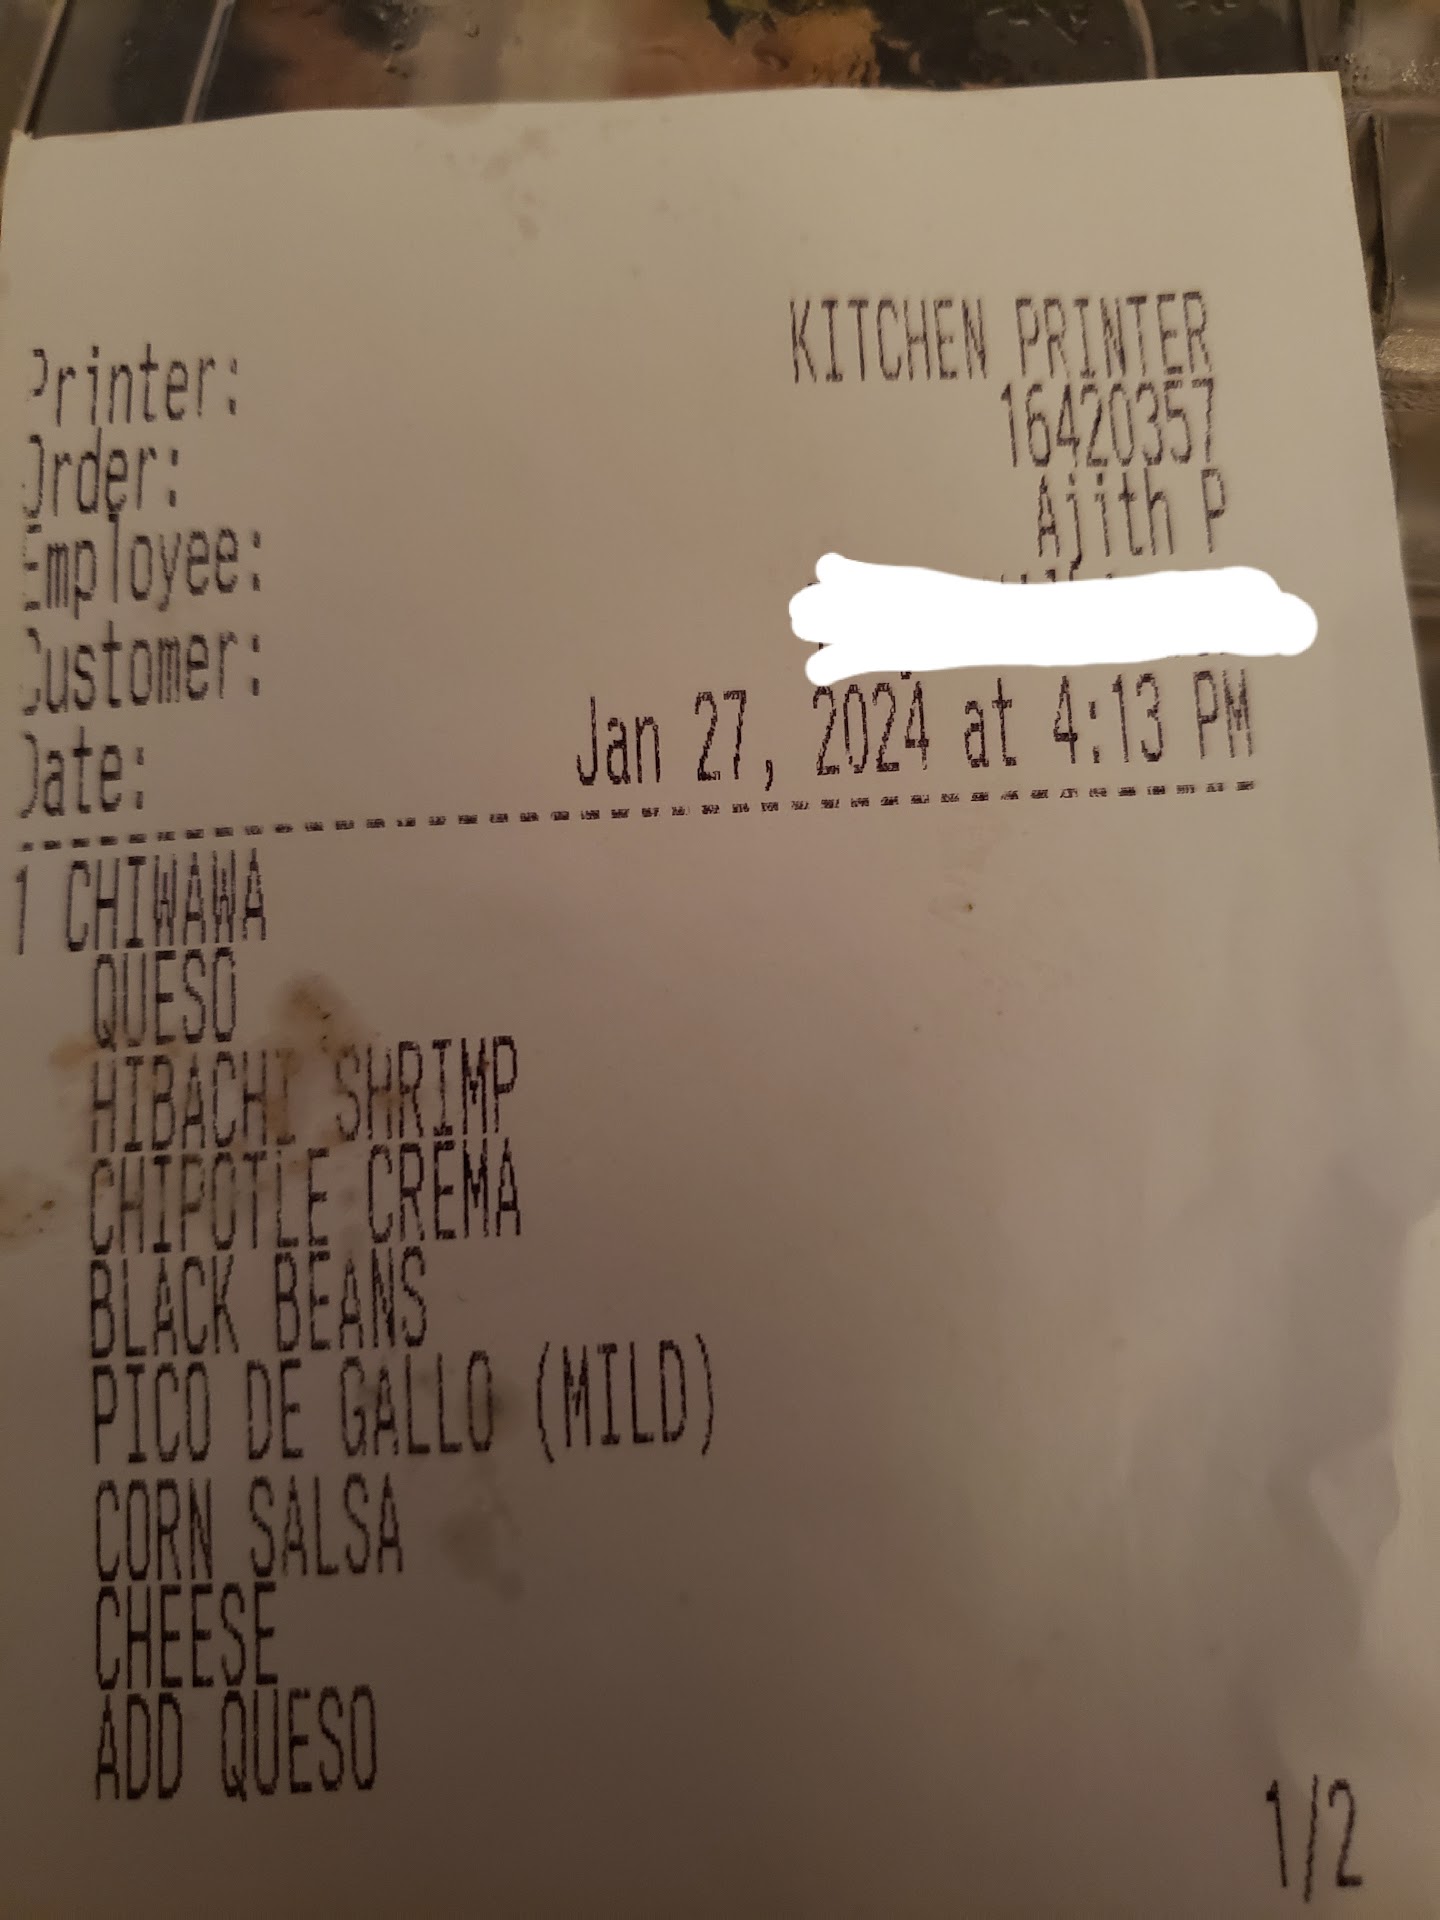 Printer: KITCHEN PRINTER
Order: 16420357
Employee: Ajith P
Customer:
Date: Jan 27, 2024 at 4:13 PM
1 CHIWAWA
QUESO
HIBACHI SHRIMP
CHIPOTLE CREMA
BLACK BEANS
PICO DE GALLO (MILD)
CORN SALSA
CHEESE
ADD QUESO
1/2